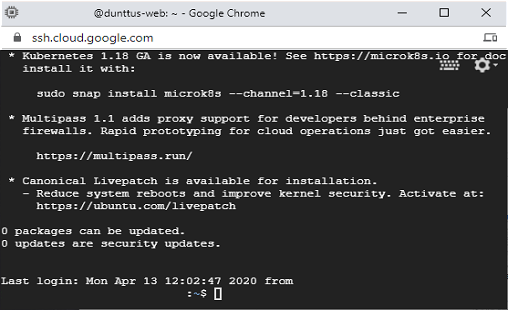 @dunttus-web: ~ - Google Chrome
ssh.cloud.google.com
* Kubernetes 1.18 GA is now available! See https://microk8s.io for doc
install it with:
sudo snap install microk8s --channel=1.18 --classic
* Multipass 1.1 adds proxy support for developers behind enterprise
firewalls. Rapid prototyping for cloud operations just got easier.
https://multipass.run/
* Canonical Livepatch is available for installation.
- Reduce system reboots and improve kernel security. Activate at:
https://ubuntu.com/livepatch
0 packages can be updated.
0 updates are security updates.
Last login: Mon Apr 13 12:02:47 2020 from
:~$